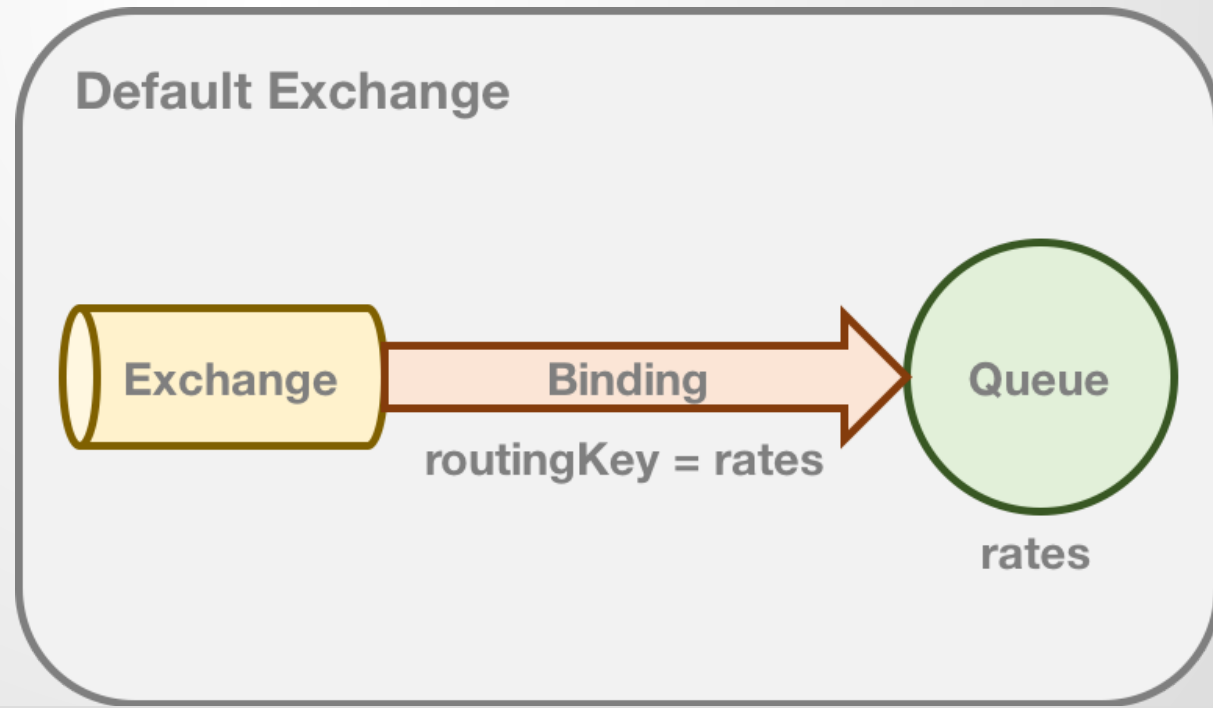 Default Exchange
Exchange
Binding
Queue
routingKey = rates
rates